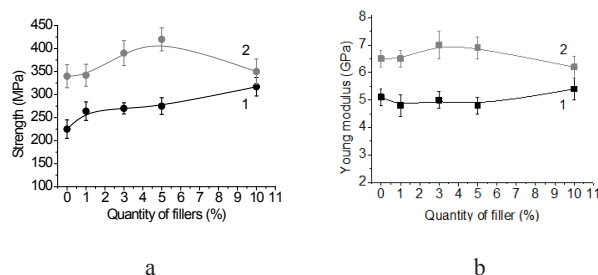 450
400
350
300
250
200
150
100
Strength (MPa)
2
1
0 1 2 3 4 5 6 7 8 9 10 11
Quantity of fillers (%)
a
8
7
6
5
4
3
2
Young modulus (GPa)
2
1
0 1 2 3 4 5 6 7 8 9 10 11
Quantity of filler (%)
b